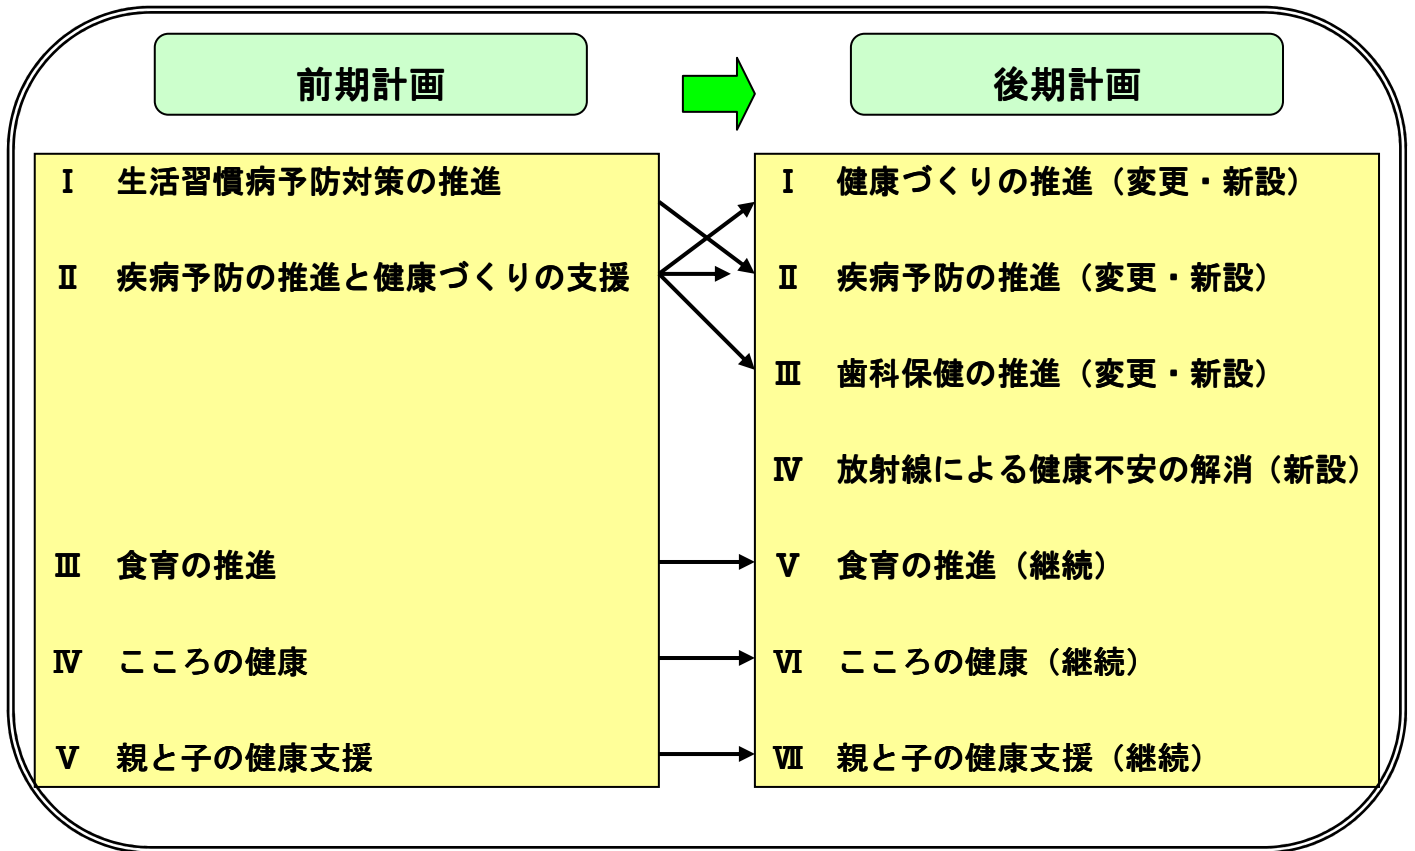 前期計画
後期計画
Ⅰ 生活習慣病予防対策の推進
Ⅱ 疾病予防の推進と健康づくりの支援
Ⅲ 食育の推進
Ⅳ こころの健康
Ⅴ 親と子の健康支援
Ⅰ 健康づくりの推進(変更・新設)
Ⅱ 疾病予防の推進(変更・新設)
Ⅲ 歯科保健の推進(変更・新設)
Ⅳ 放射線による健康不安の解消(新設)
Ⅴ 食育の推進(継続)
Ⅵ こころの健康(継続)
Ⅶ 親と子の健康支援(継続)